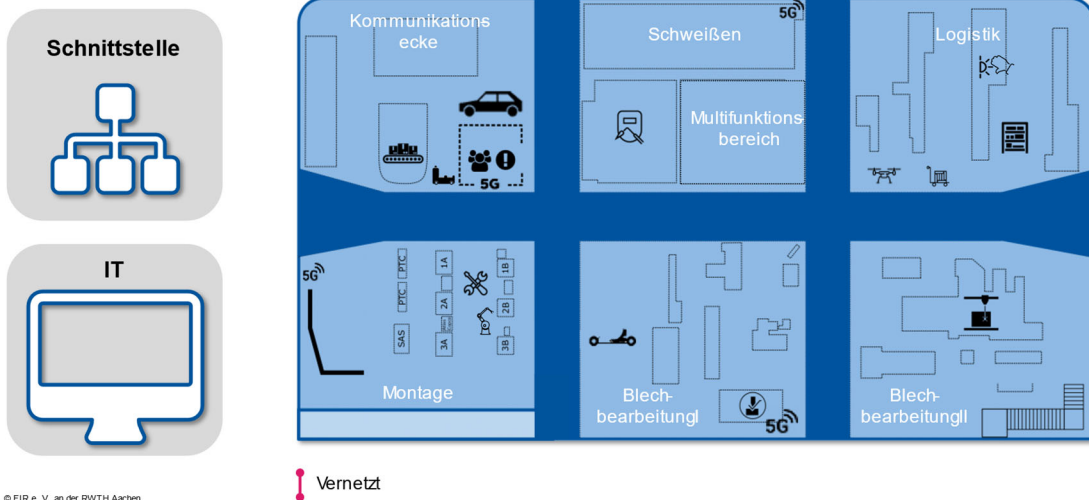 Schnittstelle
IT
Kommunikations
ecke
5G
5G
Schweißen
Multifunktions
bereich
Logistik
5G
PTC
PTC
SAS
1A
2A
3A
1B
2B
3B
Montage
Blech-
bearbeitungI
5G
Blech-
bearbeitungII
Vernetzt
© FIR e. V. an der RWTH Aachen